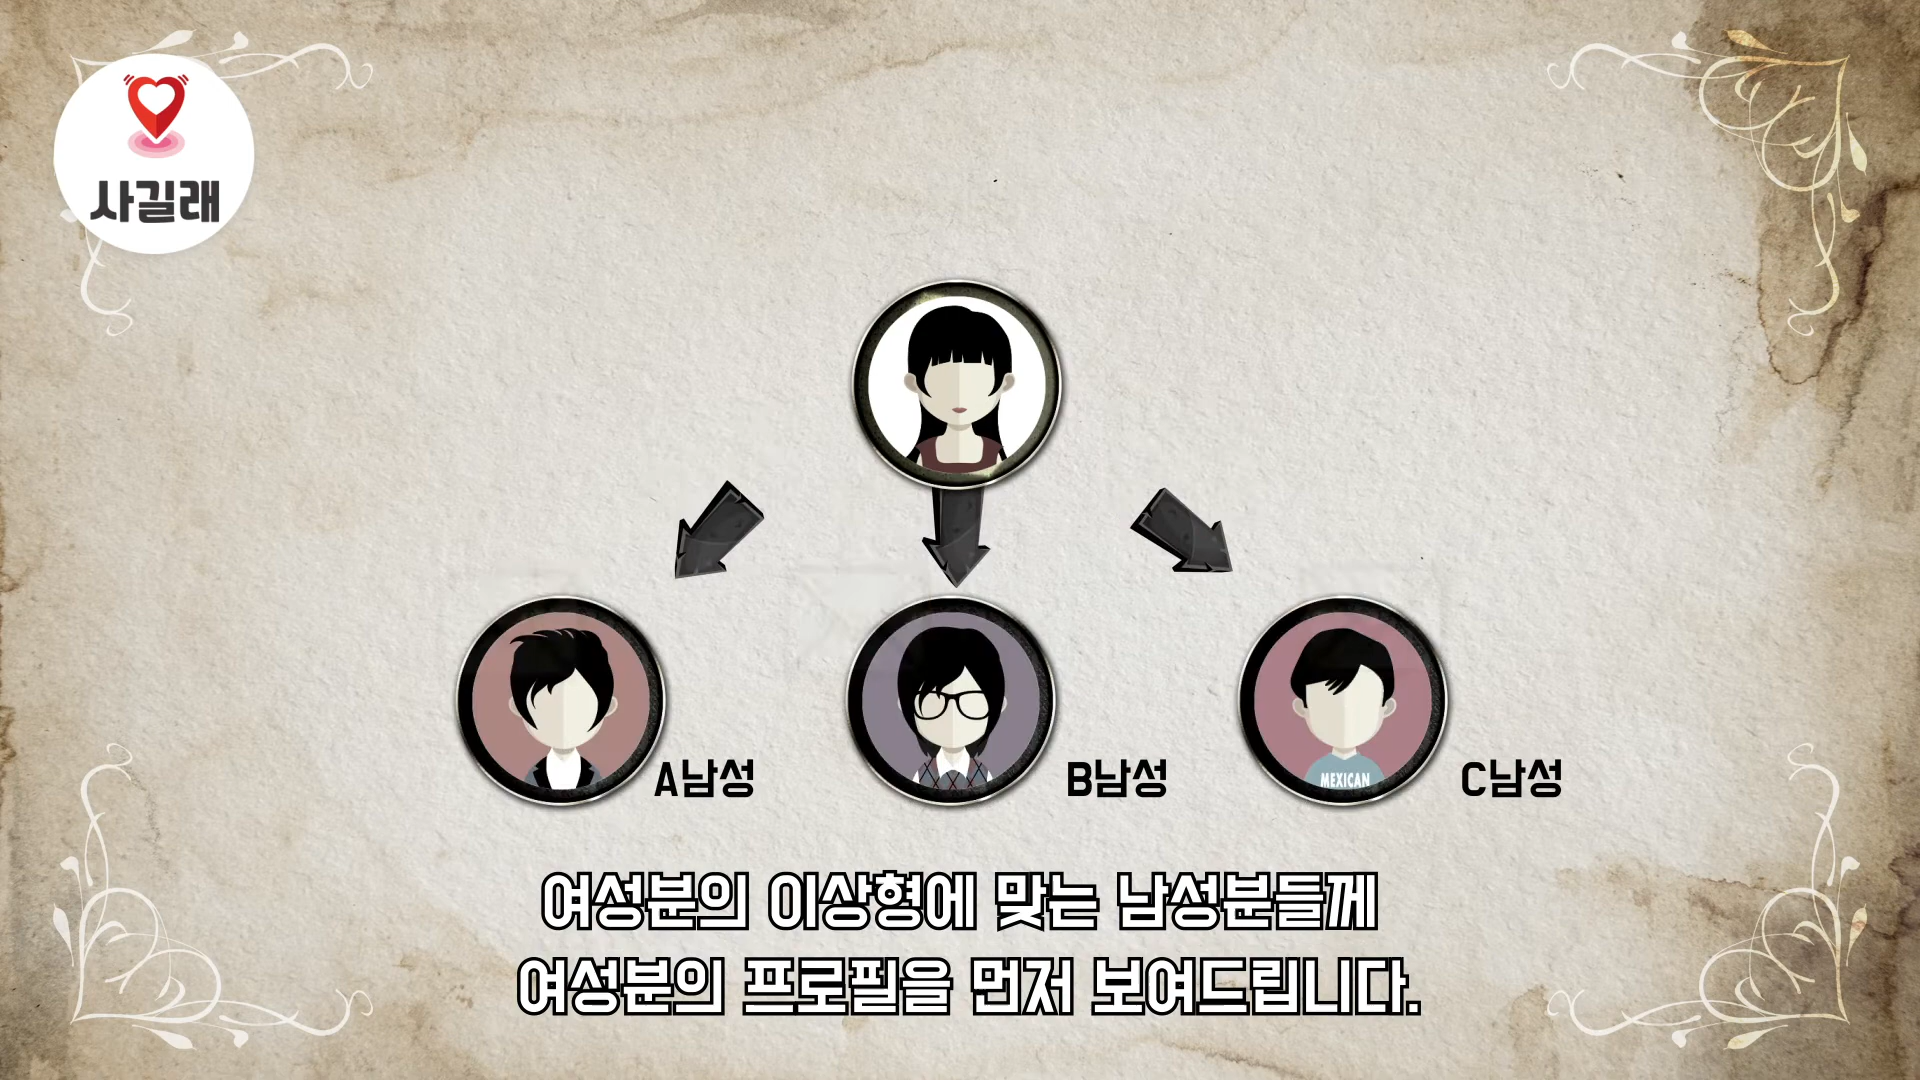 사길래
A남성
B남성
MEXICAN
C남성
여성분의 이상형에 맞는 남성분들께
여성분의 프로필을 먼저 보여드립니다.